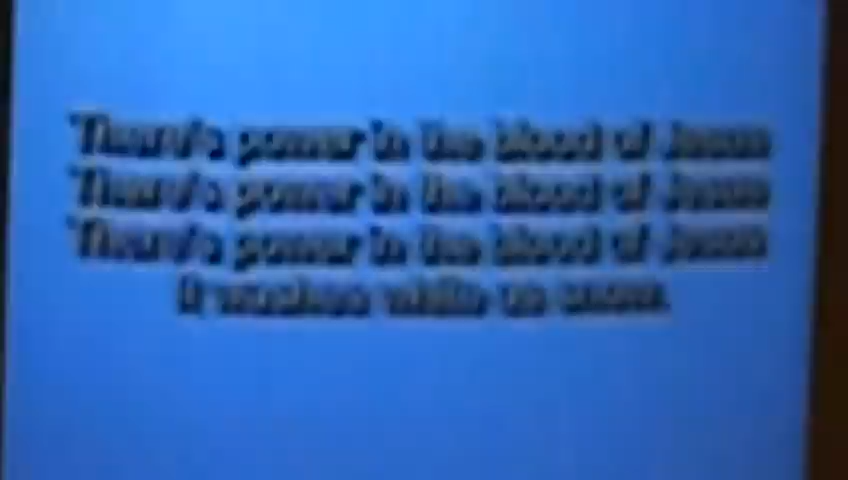 There's power in the blood of Jesus
There's power in the blood of Jesus
There's power in the blood of Jesus
It washes white as snow.